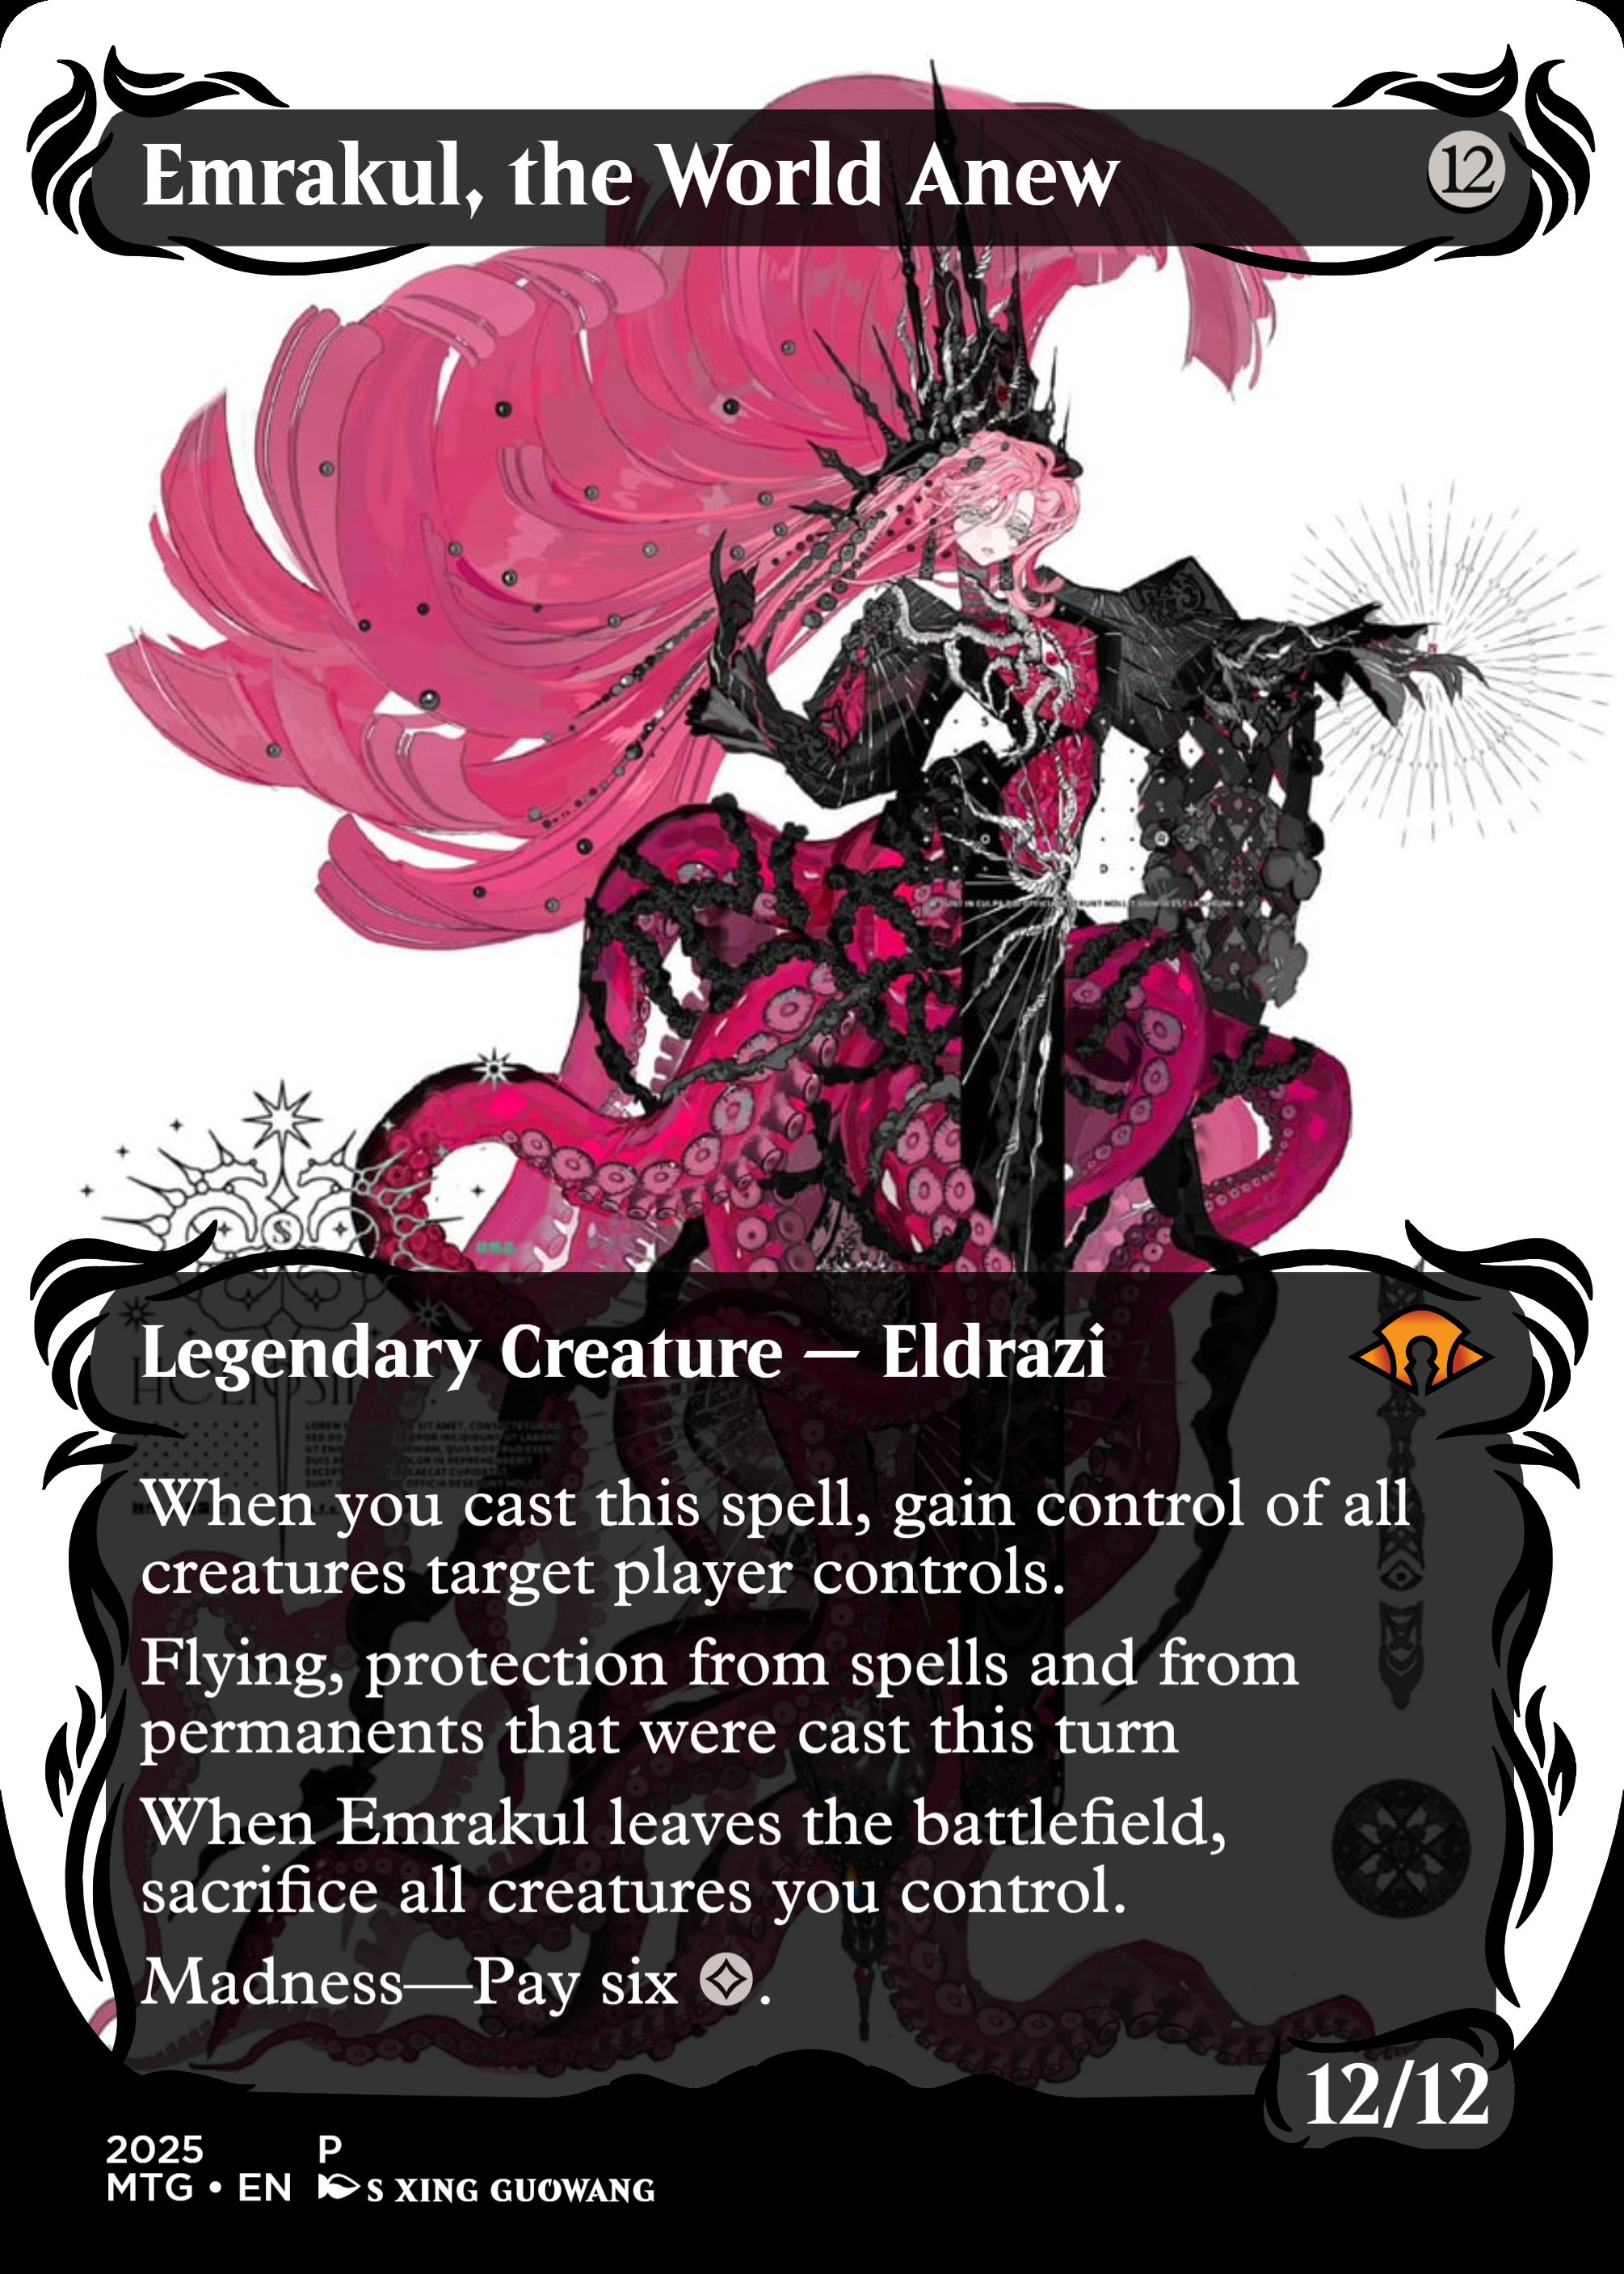 Emrakul, the World Anew
12
S
Legendary Creature — Eldrazi
When you cast this spell, gain control of all
creatures target player controls.
Flying, protection from spells and from
permanents that were cast this turn
When Emrakul leaves the battlefield,
sacrifice all creatures you control.
Madness—Pay six .
12/12
2025 P
MTG • EN S XING GUOWANG